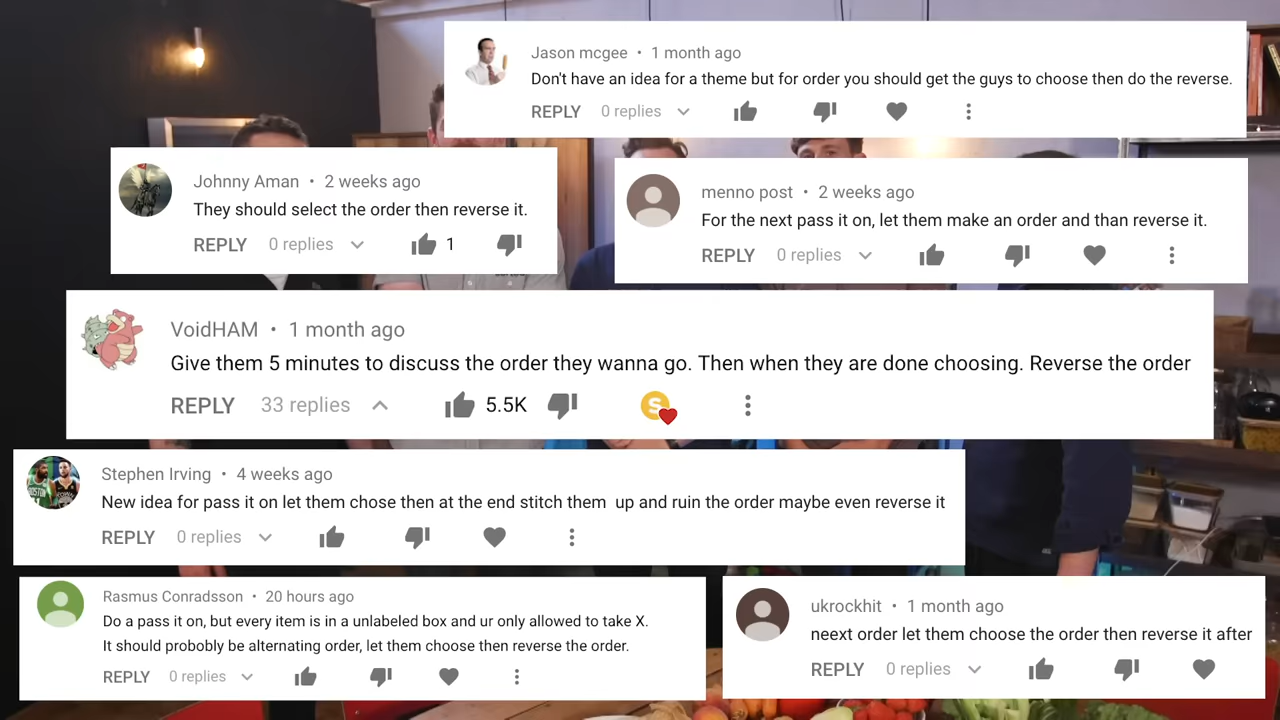 Jason mcgee • 1 month ago
Don't have an idea for a theme but for order you should get the guys to choose then do the reverse.
REPLY 0 replies
Johnny Aman • 2 weeks ago
They should select the order then reverse it.
REPLY 0 replies 1
menno post • 2 weeks ago
For the next pass it on, let them make an order and than reverse it.
REPLY 0 replies
VoidHAM • 1 month ago
Give them 5 minutes to discuss the order they wanna go. Then when they are done choosing. Reverse the order
REPLY 33 replies 5.5K
S
Stephen Irving • 4 weeks ago
New idea for pass it on let them chose then at the end stitch them  up and ruin the order maybe even reverse it
REPLY 0 replies
Rasmus Conradsson • 20 hours ago
Do a pass it on, but every item is in a unlabeled box and ur only allowed to take X.
It should probobly be alternating order, let them choose then reverse the order.
REPLY 0 replies
ukrockhit • 1 month ago
neext order let them choose the order then reverse it after
REPLY 0 replies